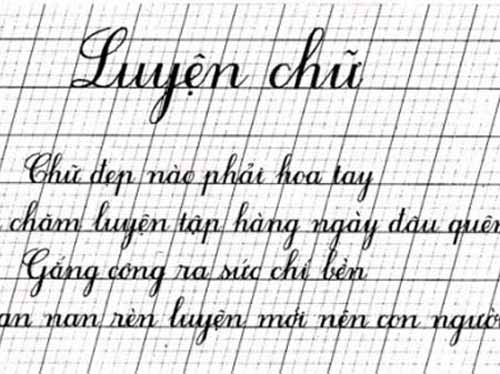 Luyện chữ
Chữ đẹp nào phải hoa tay
chăm luyện tập hàng ngày đâu quên
Gắng công ra sức chí bền
nan rèn luyện mới nên con người